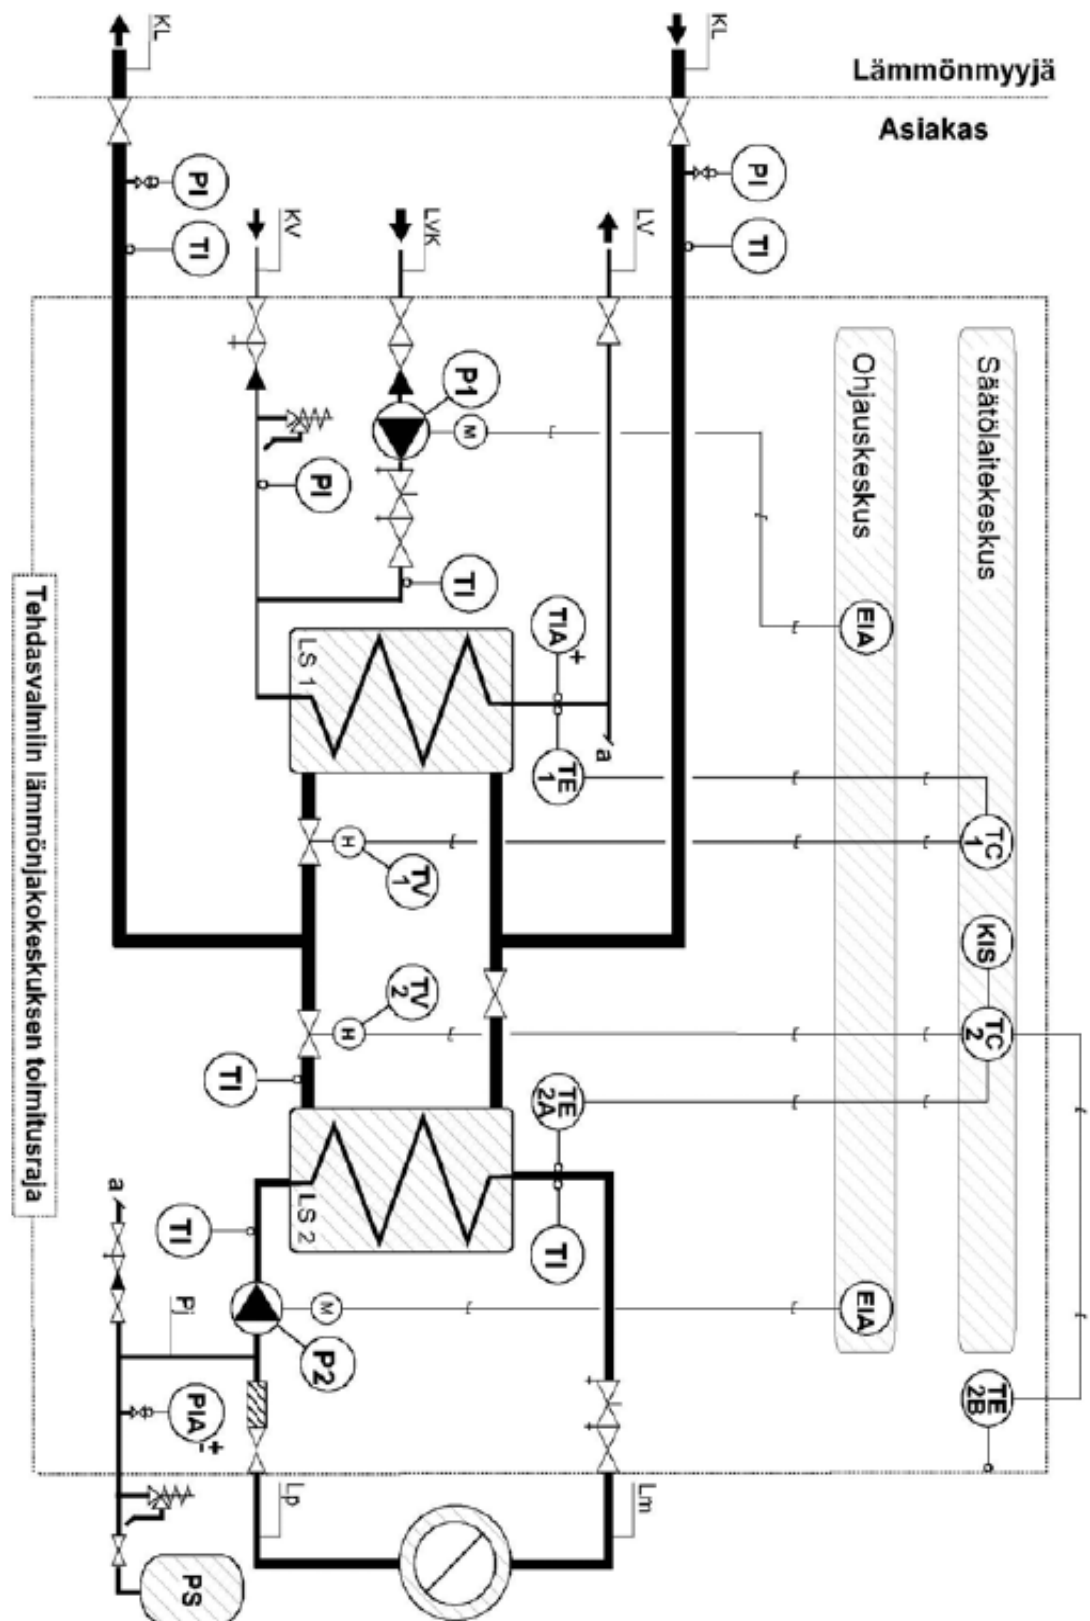 KL
KL
Lämmönmyyjä
Asiakas
PI
PI
TI
TI
KV
LVK
LV
Ohjauskeskus
Säätölaitekeskus
P1
M
PI
TI
TIA
+
EIA
LS 1
a
TE
1
TC
1
H
TV
1
KIS
TV
2
H
TC
2
TI
TE
2A
LS 2
a
TI
TI
Pj
M
P2
EIA
PIA
+
-
TE
2B
Lp
Lm
PS
Tehdasvalmiin lämmönjakokeskuksen toimitusraja